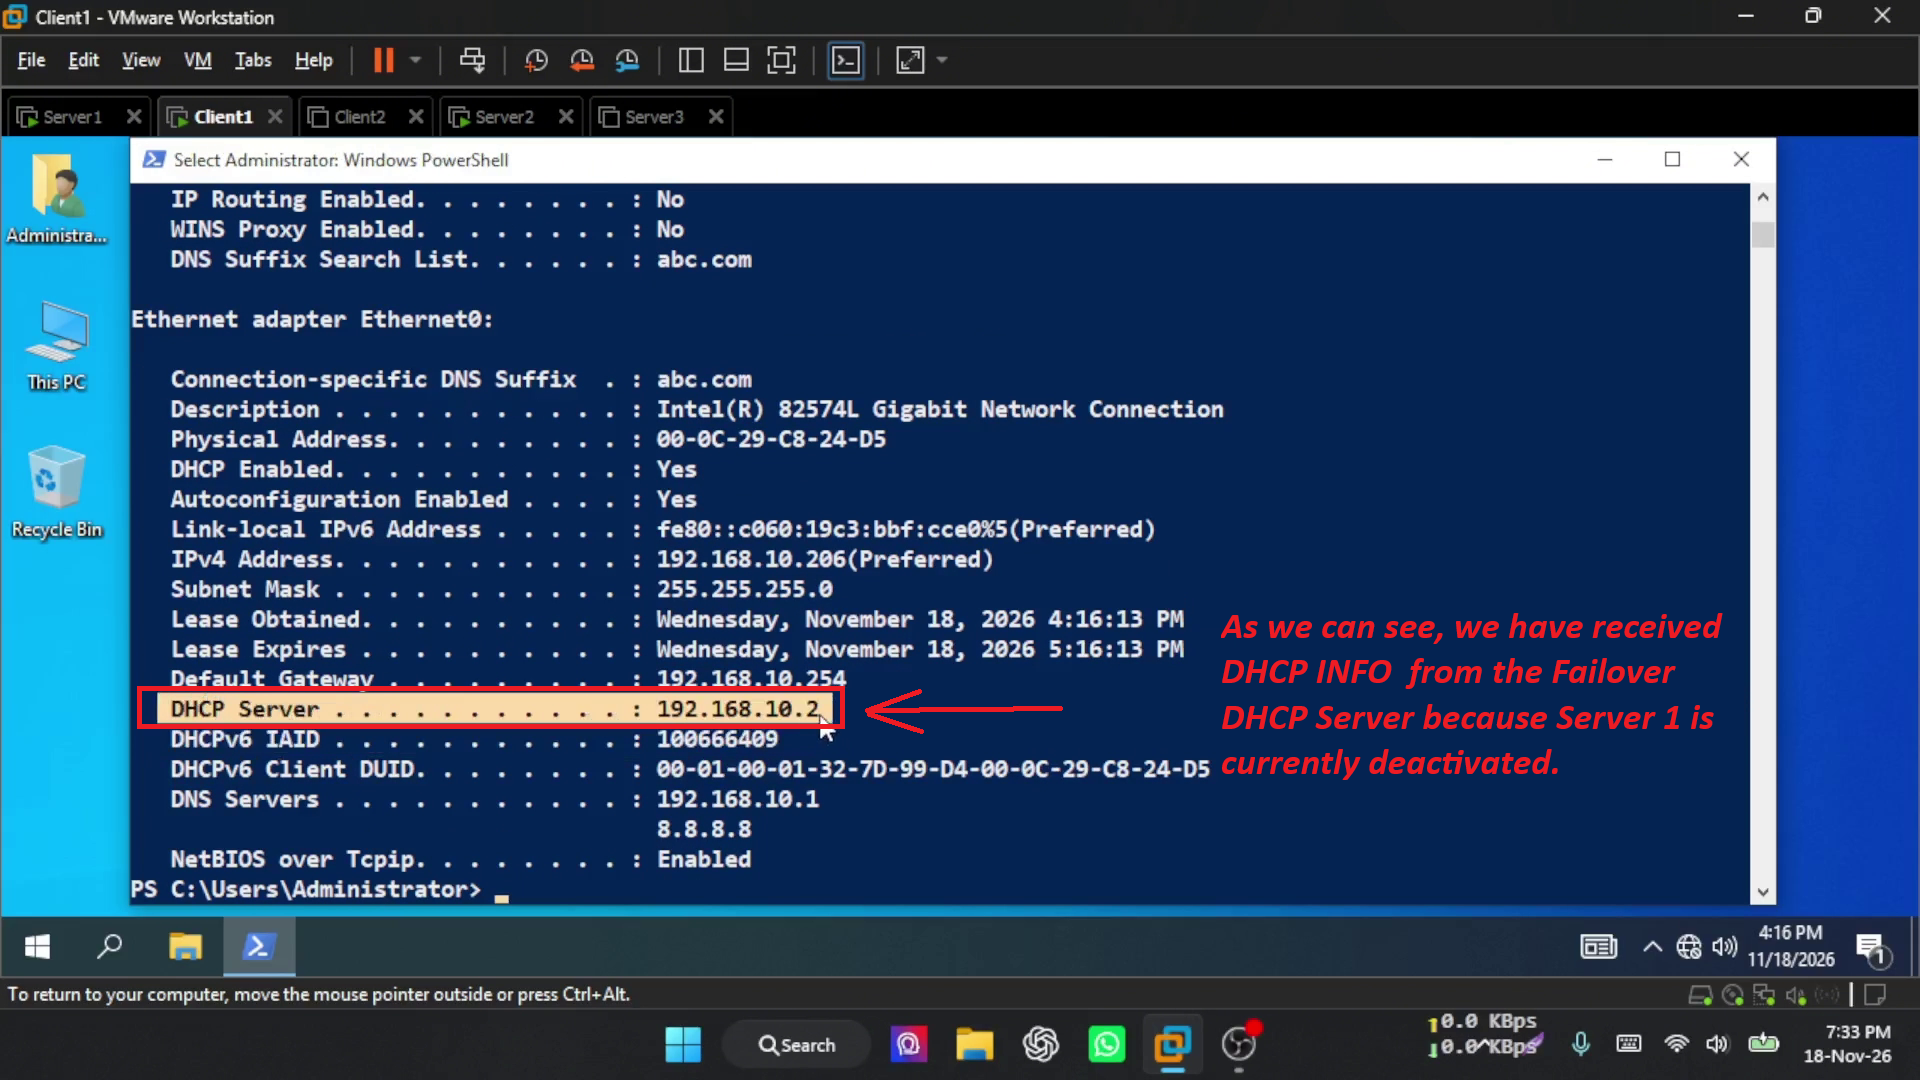 Client1 - VMware Workstation
File Edit View VM Tabs Help
Server1 Client1 Client2 Server2 Server3
Select Administrator: Windows PowerShell
IP Routing Enabled. . . . . . . . : No
WINS Proxy Enabled. . . . . . . . : No
DNS Suffix Search List. . . . . . : abc.com
Ethernet adapter Ethernet0:
Connection-specific DNS Suffix  . : abc.com
Description . . . . . . . . . . . : Intel(R) 82574L Gigabit Network Connection
Physical Address. . . . . . . . . : 00-0C-29-C8-24-D5
DHCP Enabled. . . . . . . . . . . : Yes
Autoconfiguration Enabled . . . . : Yes
Link-local IPv6 Address . . . . . : fe80::c060:19c3:bbf:cce0%5(Preferred)
IPv4 Address. . . . . . . . . . . : 192.168.10.206(Preferred)
Subnet Mask . . . . . . . . . . . : 255.255.255.0
Lease Obtained. . . . . . . . . . : Wednesday, November 18, 2026 4:16:13 PM
Lease Expires . . . . . . . . . . : Wednesday, November 18, 2026 5:16:13 PM
Default Gateway . . . . . . . . . : 192.168.10.254
DHCP Server . . . . . . . . . . . : 192.168.10.2
DHCPv6 IAID . . . . . . . . . . . : 100666409
DHCPv6 Client DUID. . . . . . . . : 00-01-00-01-32-7D-99-D4-00-0C-29-C8-24-D5
DNS Servers . . . . . . . . . . . : 192.168.10.1
8.8.8.8
NetBIOS over Tcpip. . . . . . . . : Enabled
PS C:\Users\Administrator>
As we can see, we have received
DHCP INFO from the Failover
DHCP Server because Server 1 is
currently deactivated.
Administra...
This PC
Recycle Bin
4:16 PM
11/18/2026
1
To return to your computer, move the mouse pointer outside or press Ctrl+Alt.
Search
0.0 KBps
0.0 KBps
7:33 PM
18-Nov-26